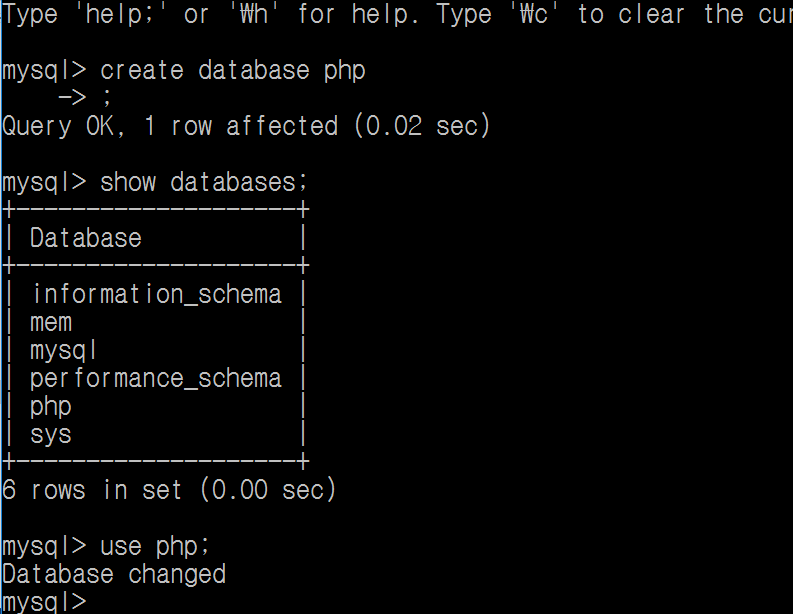 Type 'help;' or '₩h' for help. Type '₩c' to clear the cur
mysql> create database php
    -> ;
Query OK, 1 row affected (0.02 sec)
mysql> show databases;
+--------------------+
| Database           |
+--------------------+
| information_schema |
| mem                |
| mysql              |
| performance_schema |
| php                |
| sys                |
+--------------------+
6 rows in set (0.00 sec)
mysql> use php;
Database changed
mysql>